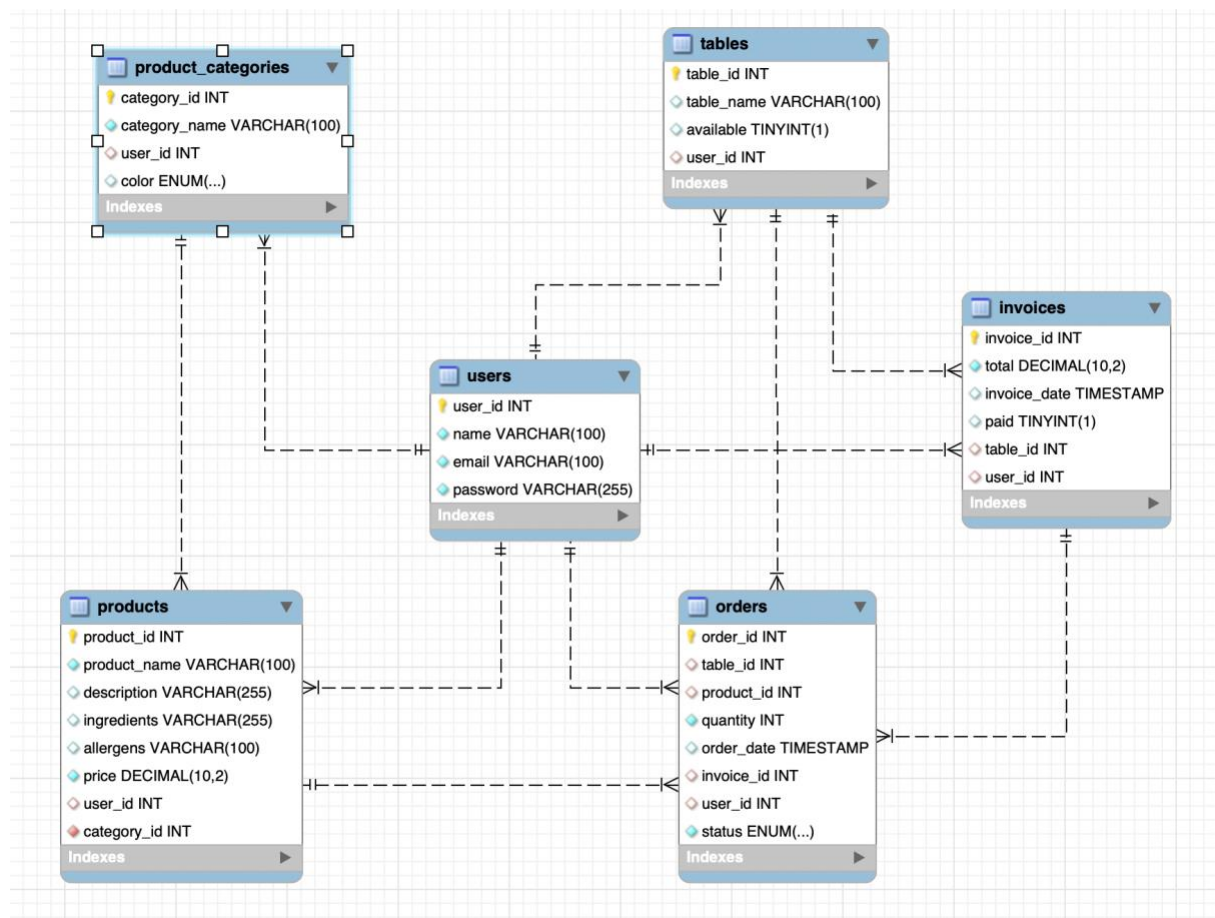 product_categories
category_id INT
category_name VARCHAR(100)
user_id INT
color ENUM(...)
Indexes
tables
table_id INT
table_name VARCHAR(100)
available TINYINT(1)
user_id INT
Indexes
invoices
invoice_id INT
total DECIMAL(10,2)
invoice_date TIMESTAMP
paid TINYINT(1)
table_id INT
user_id INT
Indexes
users
user_id INT
name VARCHAR(100)
email VARCHAR(100)
password VARCHAR(255)
Indexes
products
product_id INT
product_name VARCHAR(100)
description VARCHAR(255)
ingredients VARCHAR(255)
allergens VARCHAR(100)
price DECIMAL(10,2)
user_id INT
category_id INT
Indexes
orders
order_id INT
table_id INT
product_id INT
quantity INT
order_date TIMESTAMP
invoice_id INT
user_id INT
status ENUM(...)
Indexes